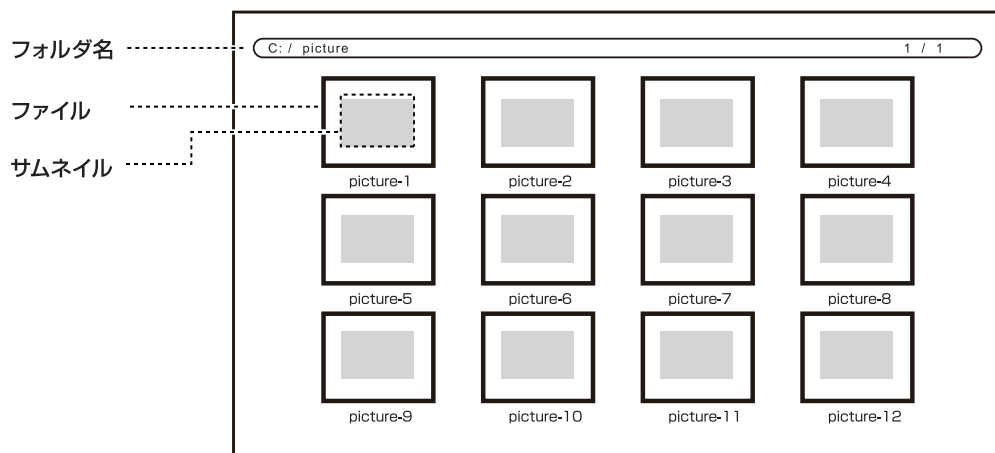 フォルダ名
C: / picture 1 / 1
ファイル
サムネイル
picture-1 picture-2 picture-3 picture-4
picture-5 picture-6 picture-7 picture-8
picture-9 picture-10 picture-11 picture-12